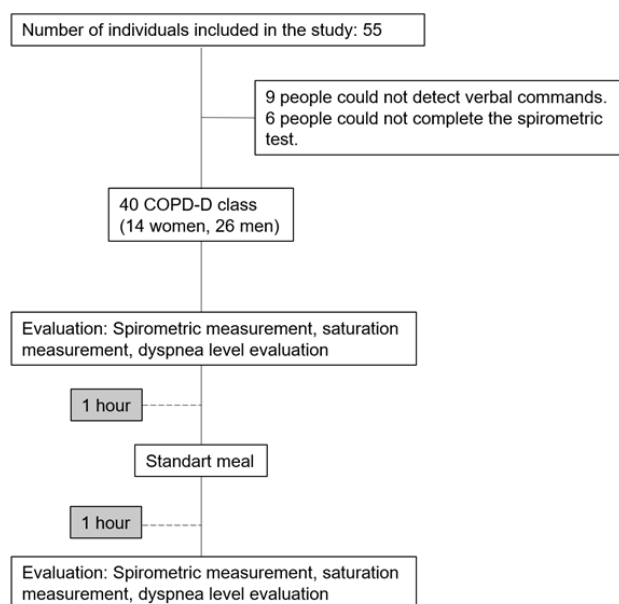 Number of individuals included in the study: 55
9 people could not detect verbal commands.
6 people could not complete the spirometric
test.
40 COPD-D class
(14 women, 26 men)
Evaluation: Spirometric measurement, saturation
measurement, dyspnea level evaluation
1 hour
Standart meal
1 hour
Evaluation: Spirometric measurement, saturation
measurement, dyspnea level evaluation